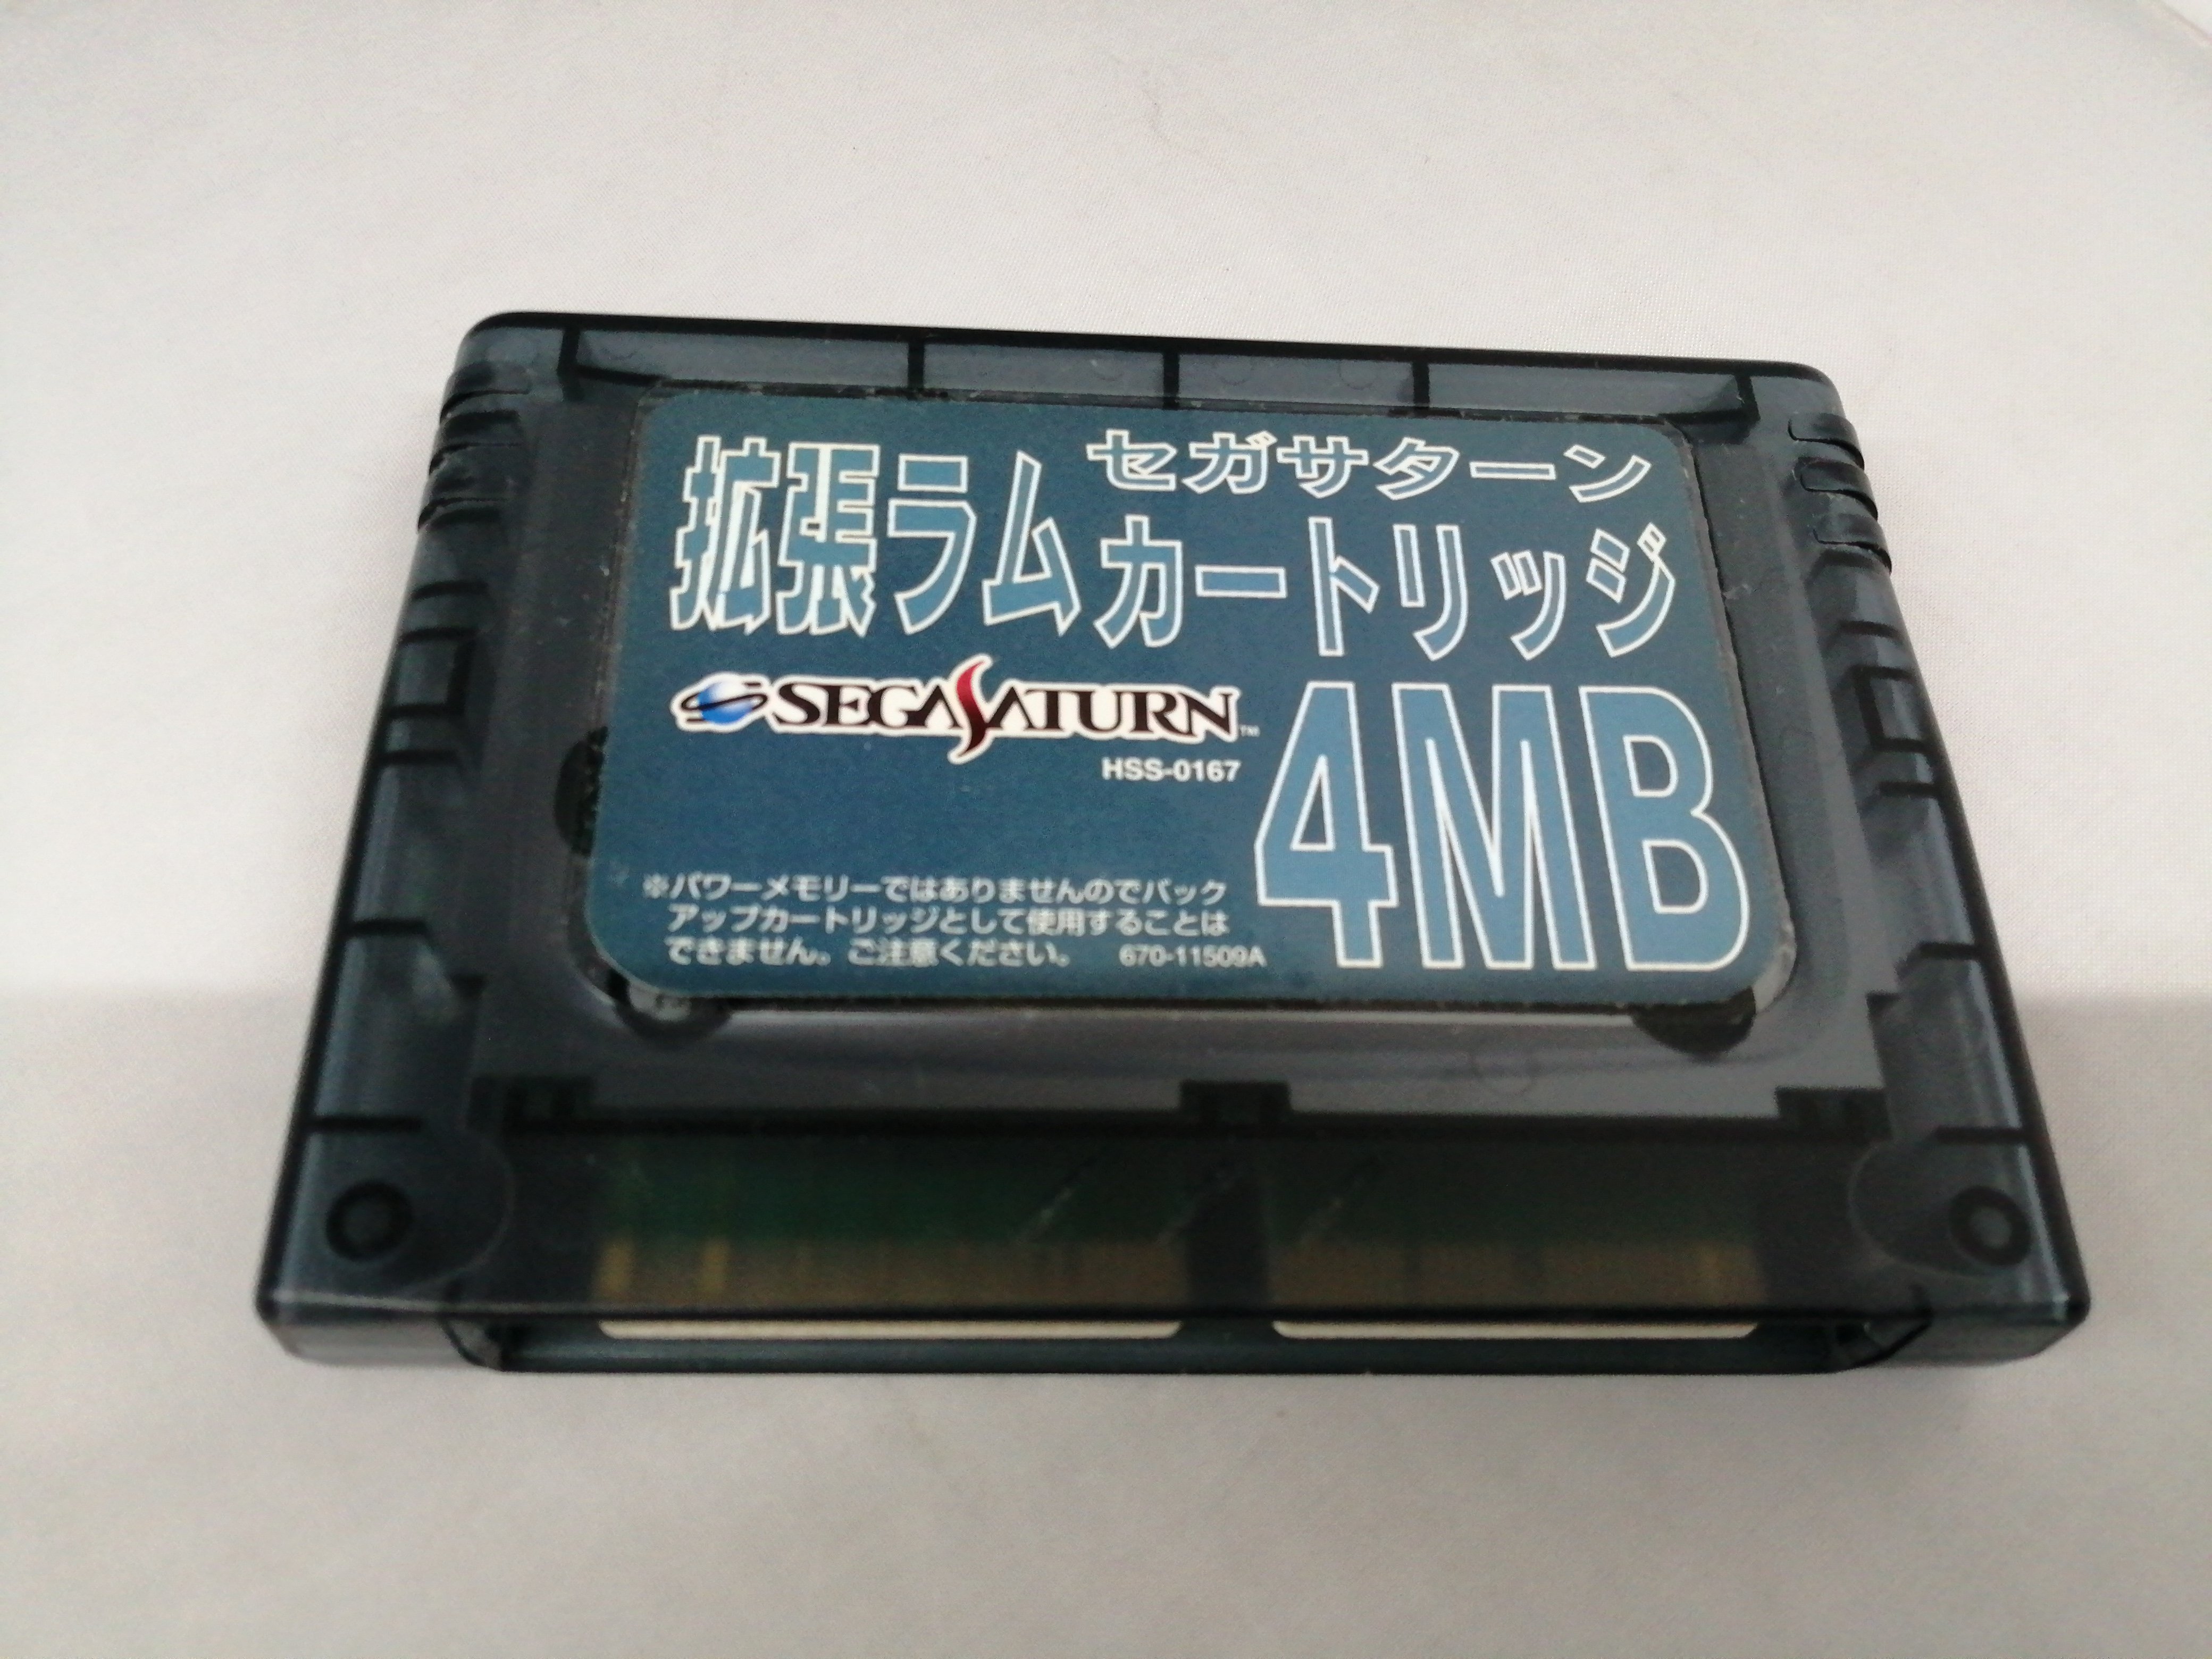 セガサターン
拡張ラムカートリッジ
SEGASATURN™
HSS-0167
4MB
※パワーメモリーではありませんのでバック
アップカートリッジとして使用することは
できません。ご注意ください。 670-11509A